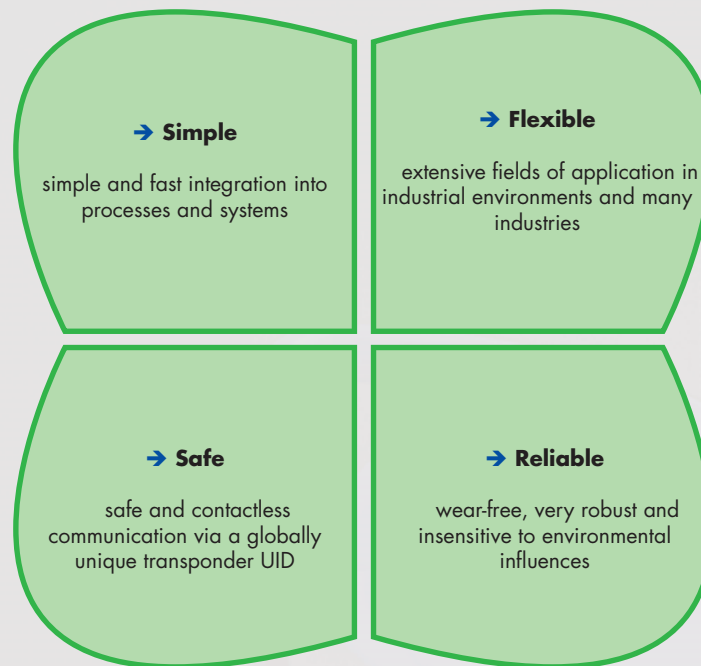 ➔ Simple
simple and fast integration into
processes and systems
➔ Flexible
extensive fields of application in
industrial environments and many
industries
➔ Safe
safe and contactless
communication via a globally
unique transponder UID
➔ Reliable
wear-free, very robust and
insensitive to environmental
influences